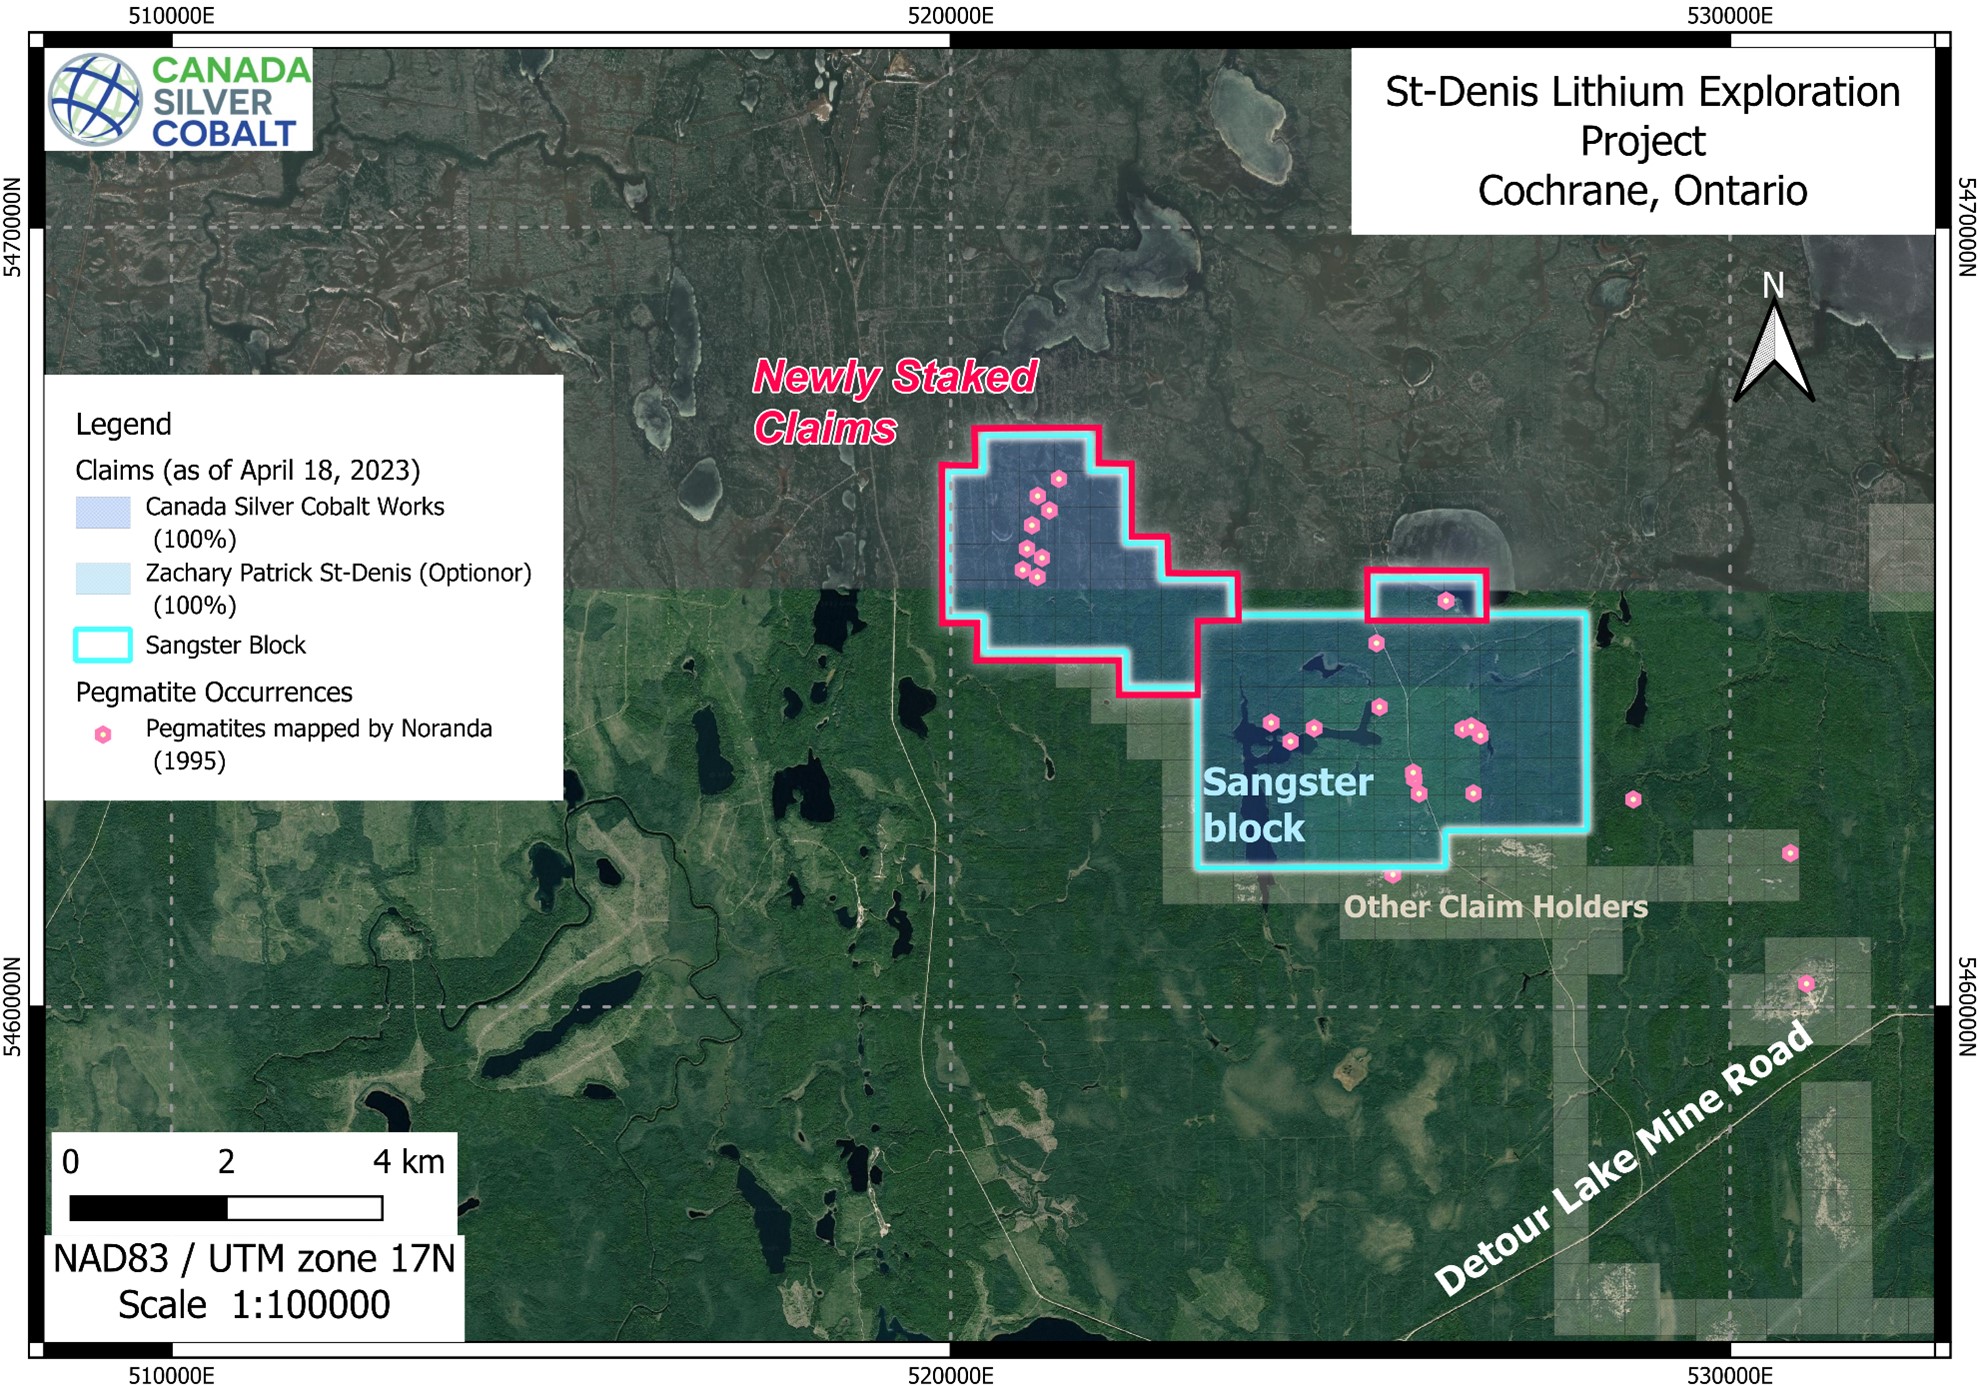 510000E
520000E
530000E
CANADA
SILVER
COBALT
St-Denis Lithium Exploration
Project
Cochrane, Ontario
5470000N
5470000N
N
Newly Staked
Claims
Legend
Claims (as of April 18, 2023)
Canada Silver Cobalt Works
(100%)
Zachary Patrick St-Denis (Optionor)
(100%)
Sangster Block
Pegmatite Occurrences
Pegmatites mapped by Noranda
(1995)
Sangster
block
Other Claim Holders
5460000N
5460000N
Detour Lake Mine Road
0 2 4 km
NAD83 / UTM zone 17N
Scale 1:100000
510000E
520000E
530000E